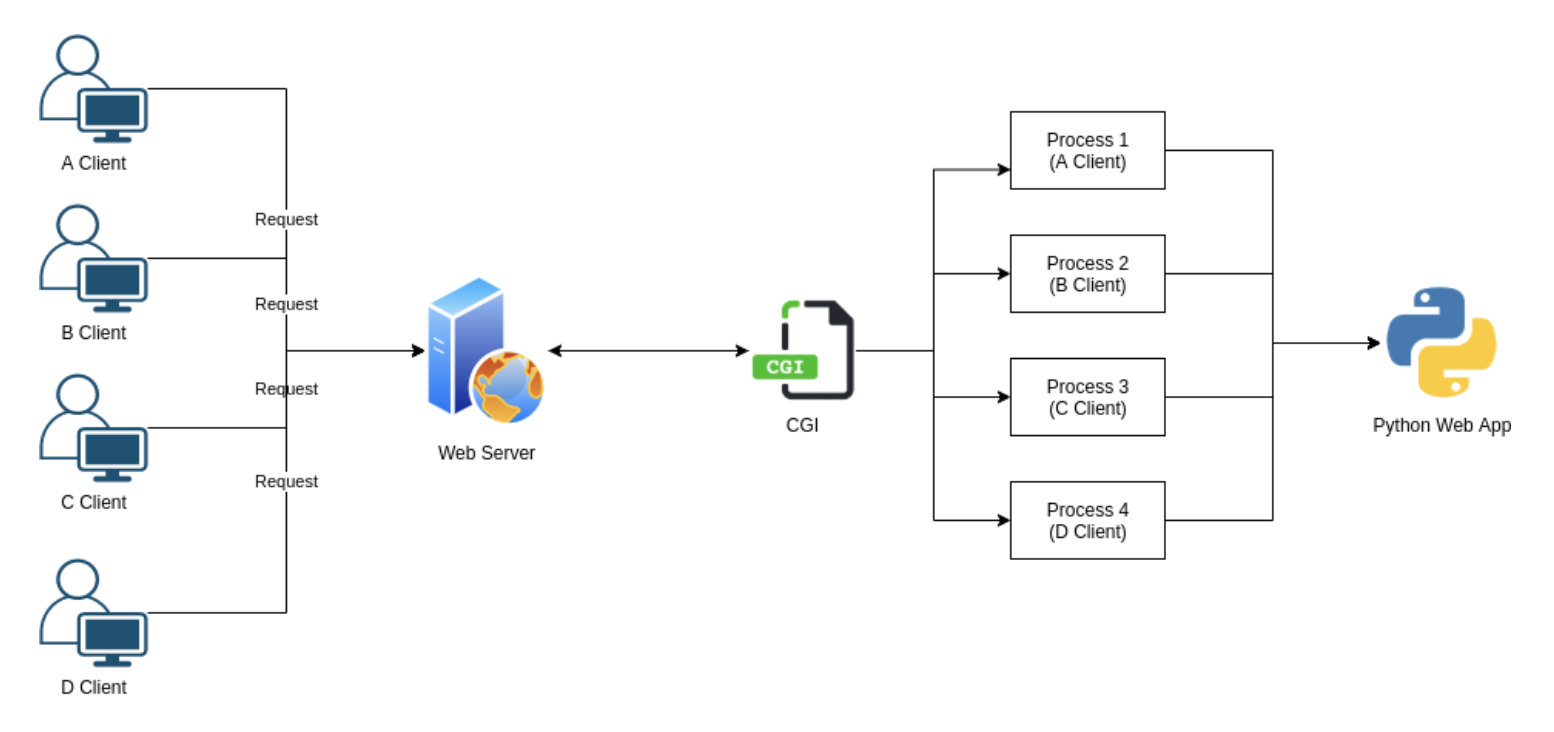 A Client
Request
B Client
Request
Request
C Client
Request
D Client
Web Server
CGI
CGI
Process 1
(A Client)
Process 2
(B Client)
Process 3
(C Client)
Process 4
(D Client)
Python Web App